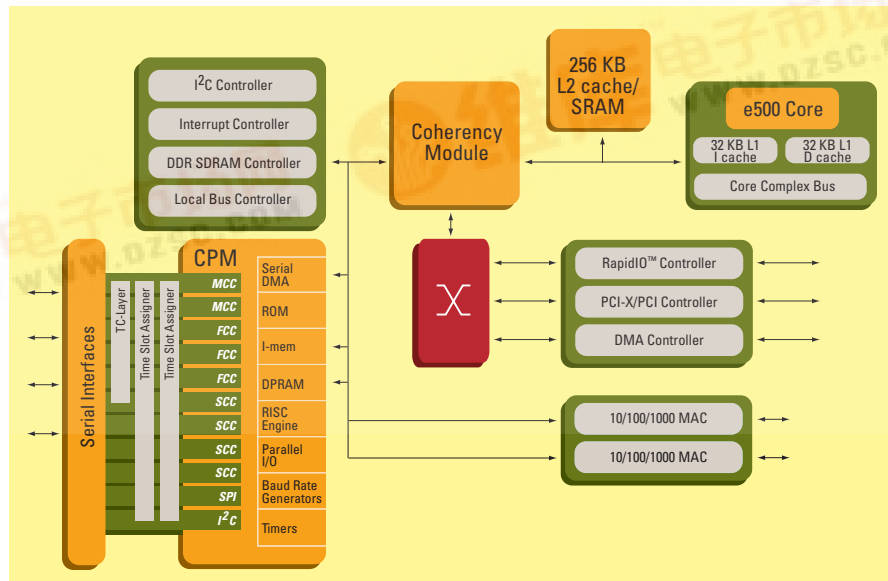 I²C Controller
Interrupt Controller
DDR SDRAM Controller
Local Bus Controller
Coherency
Module
256 KB
L2 cache/
SRAM
e500 Core
32 KB L1
I cache
32 KB L1
D cache
Core Complex Bus
Serial Interfaces
TC-Layer
Time Slot Assigner
Time Slot Assigner
CPM
MCC
MCC
FCC
FCC
FCC
SCC
SCC
SCC
SCC
SPI
I²C
Serial
DMA
ROM
I-mem
DPRAM
RISC
Engine
Parallel
I/O
Baud Rate
Generators
Timers
RapidIO™ Controller
PCI-X/PCI Controller
DMA Controller
10/100/1000 MAC
10/100/1000 MAC
WWW.DZSC.COM